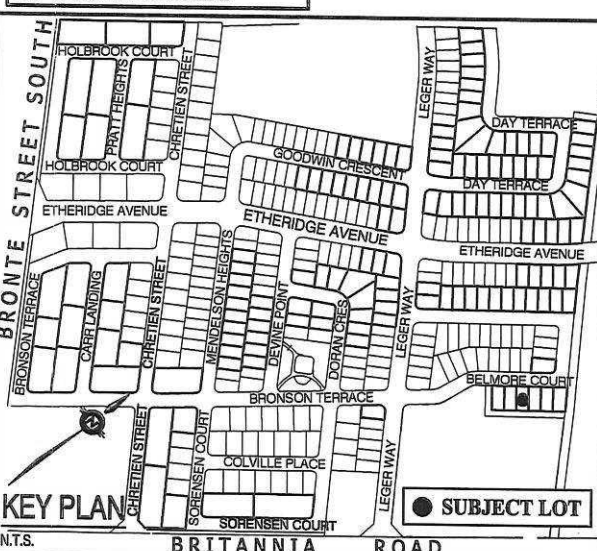 HOLBROOK COURT
BRONTE STREET SOUTH
PRATT HEIGHTS
CHRETIEN STREET
LEGER WAY
DAY TERRACE
GOODWIN CRESCENT
HOLBROOK COURT
DAY TERRACE
ETHERIDGE AVENUE
ETHERIDGE AVENUE
ETHERIDGE AVENUE
BRONSON TERRACE
CARR LANDING
CHRETIEN STREET
MENDELSON HEIGHTS
DEVINE POINT
DORAN CRES
LEGER WAY
BELMORE COURT
BRONSON TERRACE
N
CHRETIEN STREET
SORENSEN COURT
COLVILLE PLACE
LEGER WAY
KEY PLAN
SUBJECT LOT
SORENSEN COURT
N.T.S.
BRITANNIA ROAD